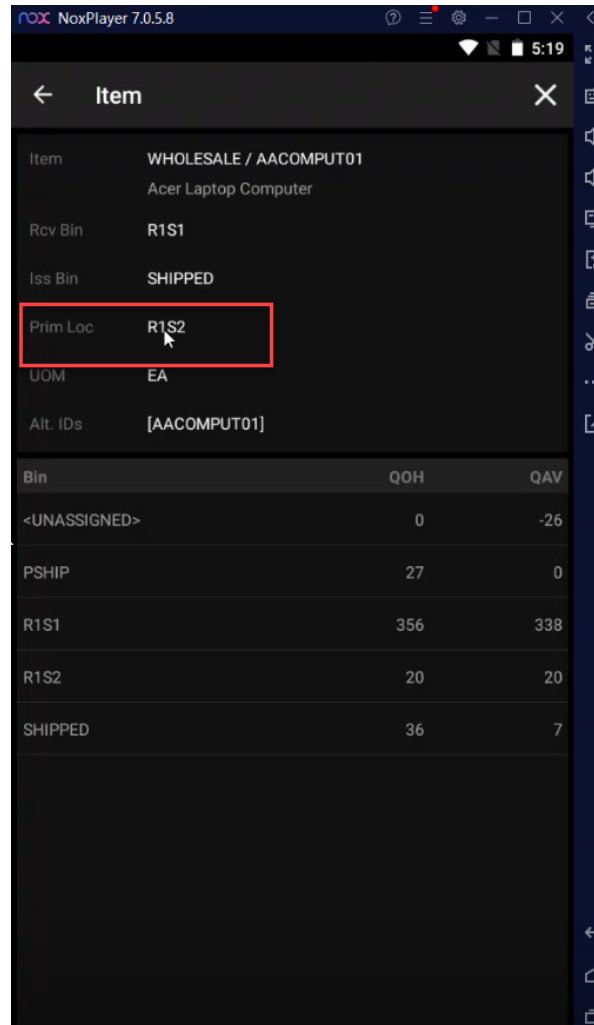 nox NoxPlayer 7.0.5.8
5:19
Item
Item WHOLESALE / AACOMPUT01
Acer Laptop Computer
Rcv Bin R1S1
Iss Bin SHIPPED
Prim Loc R1S2
UOM EA
Alt. IDs [AACOMPUT01]
Bin QOH QAV
<UNASSIGNED> 0 -26
PSHIP 27 0
R1S1 356 338
R1S2 20 20
SHIPPED 36 7